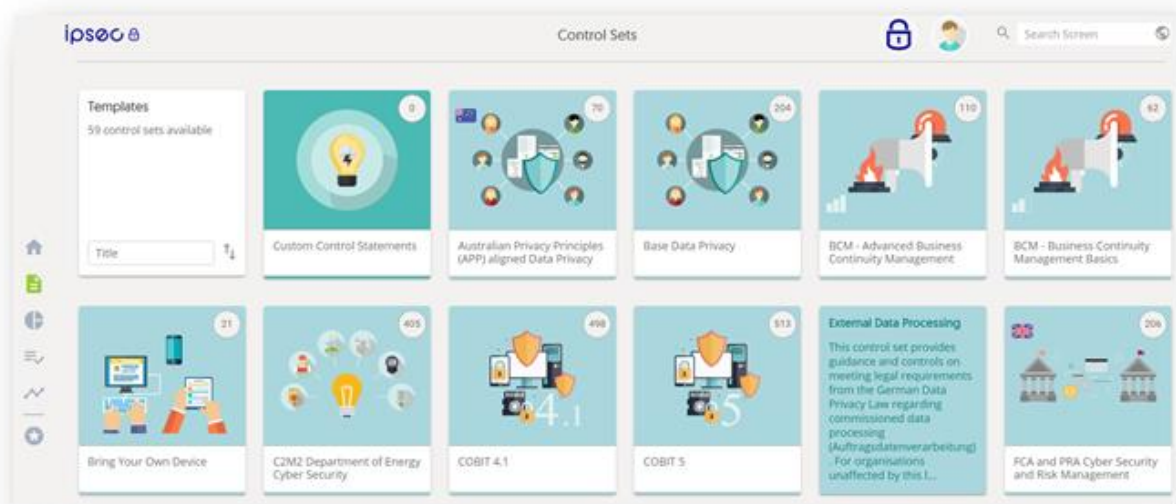 ipsec
Control Sets
Search Screen
Templates
59 control sets available
Title
0
Custom Control Statements
70
Australian Privacy Principles
(APP) aligned Data Privacy
204
Base Data Privacy
110
BCM - Advanced Business
Continuity Management
62
BCM - Business Continuity
Management Basics
21
Bring Your Own Device
405
C2M2 Department of Energy
Cyber Security
498
4.1
COBIT 4.1
513
5
COBIT 5
External Data Processing
This control set provides
guidance and controls on
meeting legal requirements
from the German Data
Privacy Law regarding
commissioned data
processing
(Auftragsdatenverarbeitung)
. For organisations
unaffected by this l...
206
FCA and PRA Cyber Security
and Risk Management